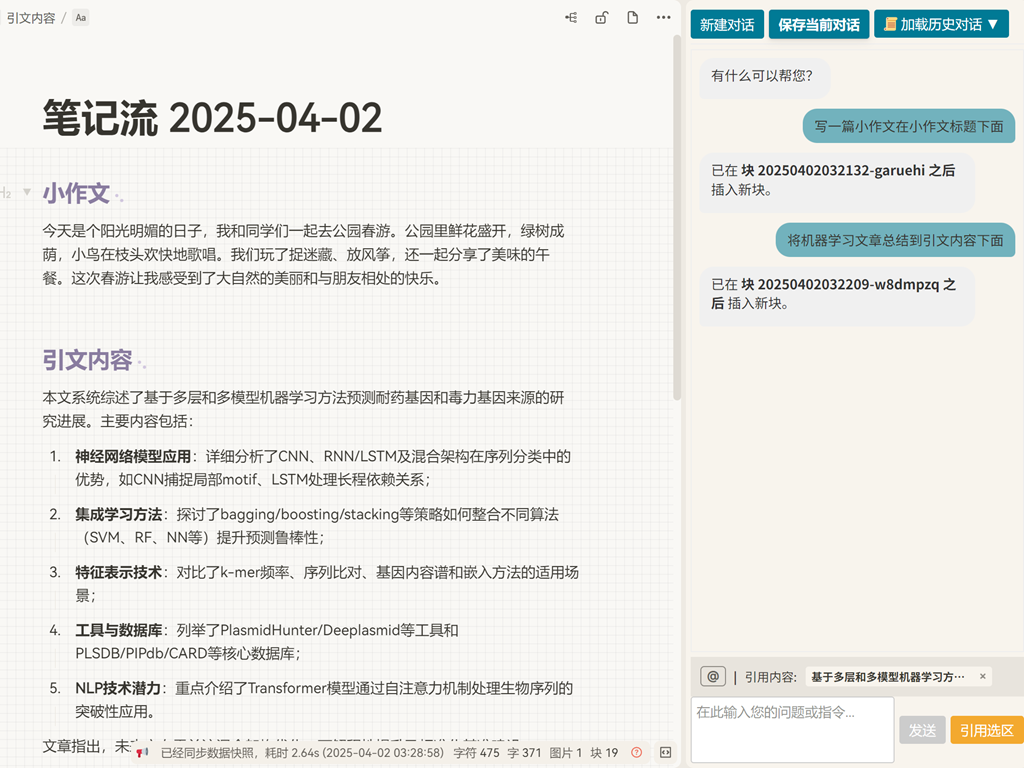 引文内容 / Aa
新建对话 保存当前对话 📜 加载历史对话 ▼
笔记流 2025-04-02
H₂ 小作文
今天是个阳光明媚的日子，我和同学们一起去公园春游。公园里鲜花盛开，绿树成
荫，小鸟在枝头欢快地歌唱。我们玩了捉迷藏、放风筝，还一起分享了美味的午
餐。这次春游让我感受到了大自然的美丽和与朋友相处的快乐。
引文内容
本文系统综述了基于多层和多模型机器学习方法预测耐药基因和毒力基因来源的研
究进展。主要内容包括：
1. 神经网络模型应用：详细分析了CNN、RNN/LSTM及混合架构在序列分类中的
优势，如CNN捕捉局部motif、LSTM处理长程依赖关系；
2. 集成学习方法：探讨了bagging/boosting/stacking等策略如何整合不同算法
（SVM、RF、NN等）提升预测鲁棒性；
3. 特征表示技术：对比了k-mer频率、序列比对、基因内容谱和嵌入方法的适用场
景；
4. 工具与数据库：列举了PlasmidHunter/Deeplasmid等工具和
PLSDB/PIPdb/CARD等核心数据库；
5. NLP技术潜力：重点介绍了Transformer模型通过自注意力机制处理生物序列的
突破性应用。
文章指出，未
已经同步数据快照，耗时 2.64s (2025-04-02 03:28:58) 字符 475 字 371 图片 1 块 19
有什么可以帮您？
写一篇小作文在小作文标题下面
已在 块 20250402032132-garuehi 之后
插入新块。
将机器学习文章总结到引文内容下面
已在 块 20250402032209-w8dmpzq 之
后 插入新块。
@ | 引用内容: 基于多层和多模型机器学习方⋯ ×
在此输入您的问题或指令...
发送 引用选区